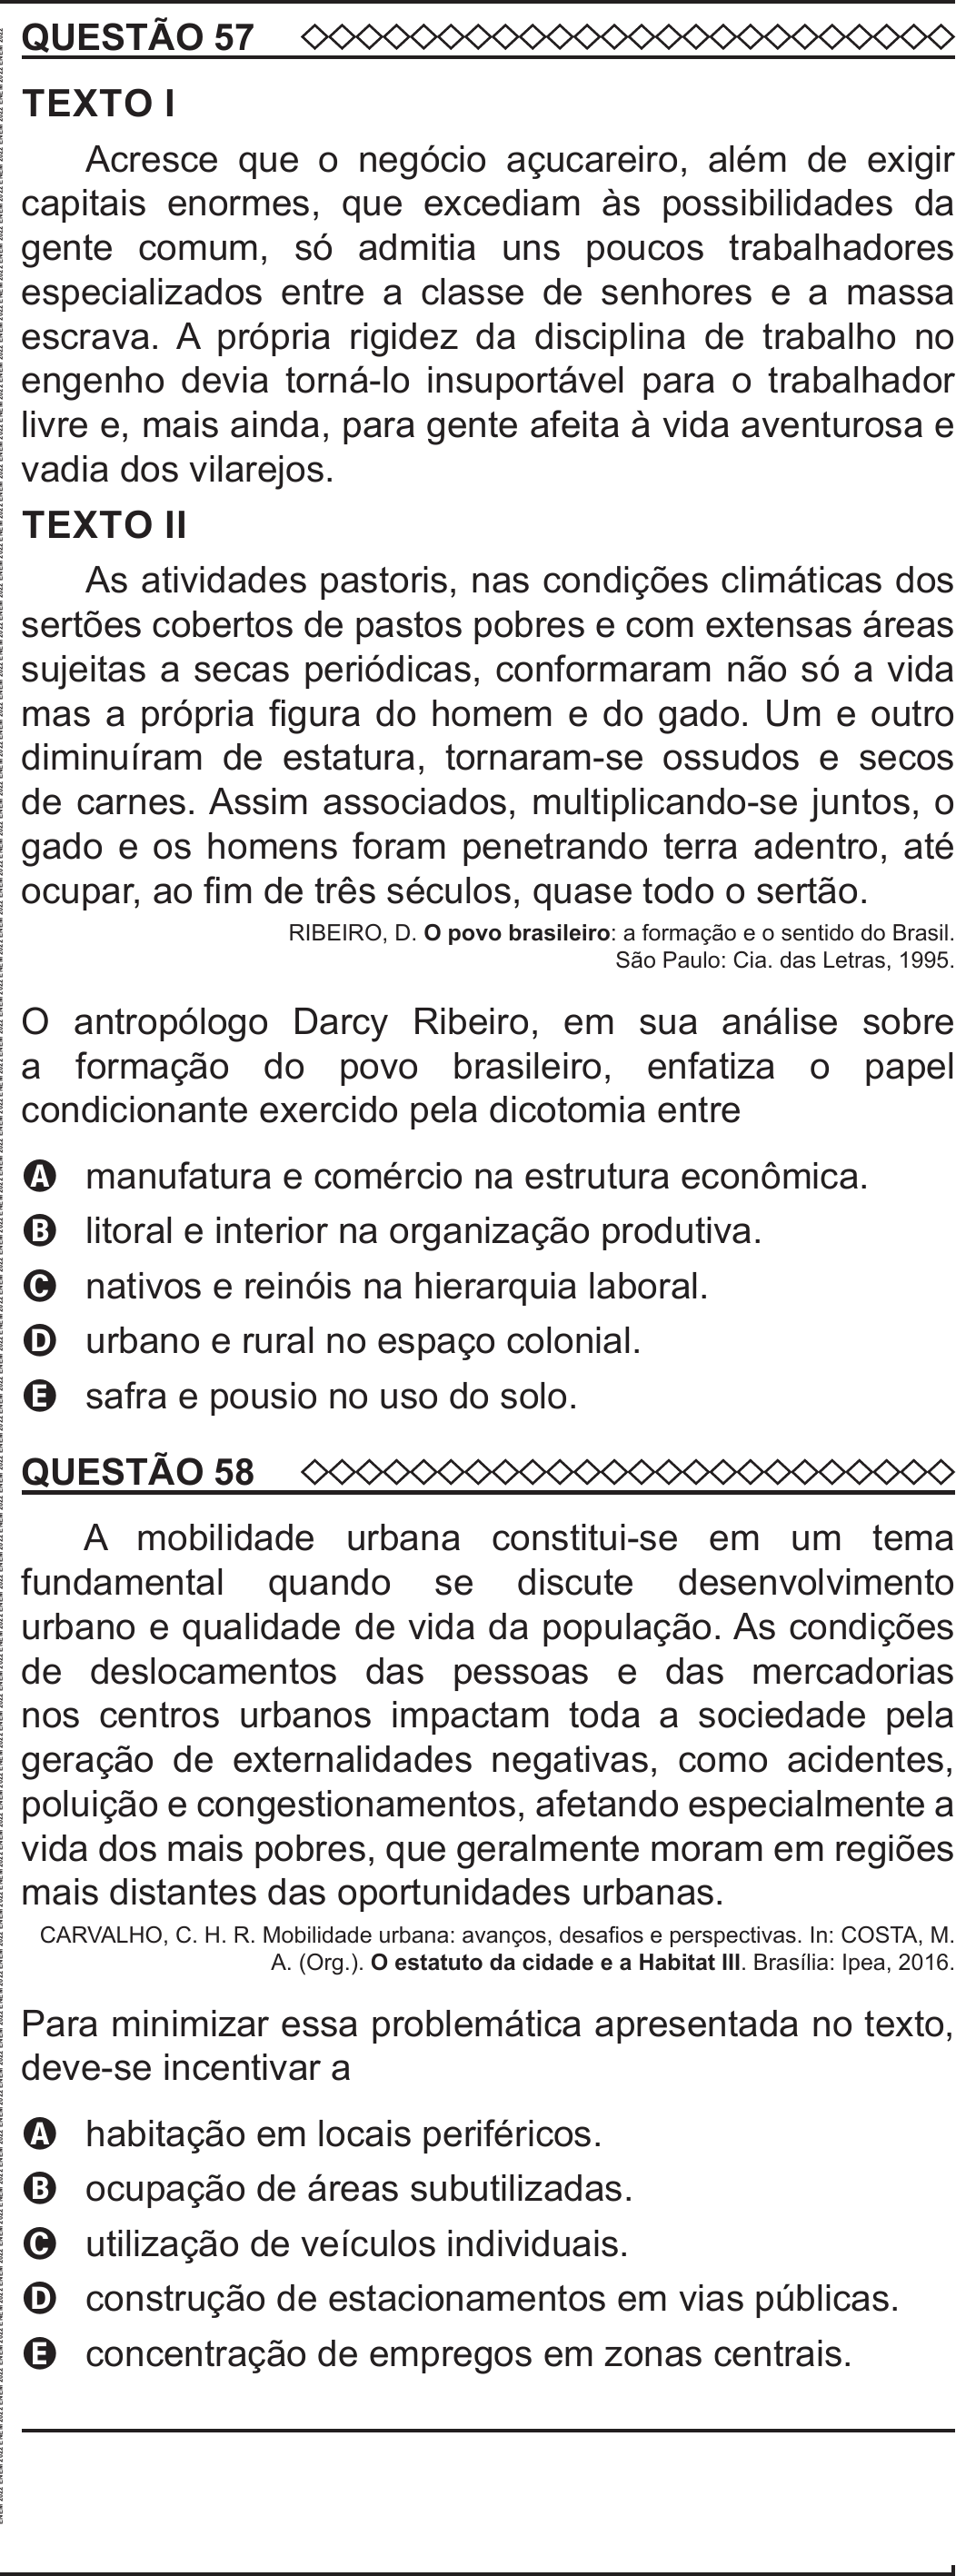 QUESTÃO 57
TEXTO I
Acresce que o negócio açucareiro, além de exigir
capitais enormes, que excediam às possibilidades da
gente comum, só admitia uns poucos trabalhadores
especializados entre a classe de senhores e a massa
escrava. A própria rigidez da disciplina de trabalho no
engenho devia torná-lo insuportável para o trabalhador
livre e, mais ainda, para gente afeita à vida aventurosa e
vadia dos vilarejos.
TEXTO II
As atividades pastoris, nas condições climáticas dos
sertões cobertos de pastos pobres e com extensas áreas
sujeitas a secas periódicas, conformaram não só a vida
mas a própria figura do homem e do gado. Um e outro
diminuíram de estatura, tornaram-se ossudos e secos
de carnes. Assim associados, multiplicando-se juntos, o
gado e os homens foram penetrando terra adentro, até
ocupar, ao fim de três séculos, quase todo o sertão.
RIBEIRO, D. O povo brasileiro: a formação e o sentido do Brasil.
São Paulo: Cia. das Letras, 1995.
O antropólogo Darcy Ribeiro, em sua análise sobre
a formação do povo brasileiro, enfatiza o papel
condicionante exercido pela dicotomia entre
A manufatura e comércio na estrutura econômica.
B litoral e interior na organização produtiva.
C nativos e reinóis na hierarquia laboral.
D urbano e rural no espaço colonial.
E safra e pousio no uso do solo.
QUESTÃO 58
A mobilidade urbana constitui-se em um tema
fundamental quando se discute desenvolvimento
urbano e qualidade de vida da população. As condições
de deslocamentos das pessoas e das mercadorias
nos centros urbanos impactam toda a sociedade pela
geração de externalidades negativas, como acidentes,
poluição e congestionamentos, afetando especialmente a
vida dos mais pobres, que geralmente moram em regiões
mais distantes das oportunidades urbanas.
CARVALHO, C. H. R. Mobilidade urbana: avanços, desafios e perspectivas. In: COSTA, M.
A. (Org.). O estatuto da cidade e a Habitat III. Brasília: Ipea, 2016.
Para minimizar essa problemática apresentada no texto,
deve-se incentivar a
A habitação em locais periféricos.
B ocupação de áreas subutilizadas.
C utilização de veículos individuais.
D construção de estacionamentos em vias públicas.
E concentração de empregos em zonas centrais.